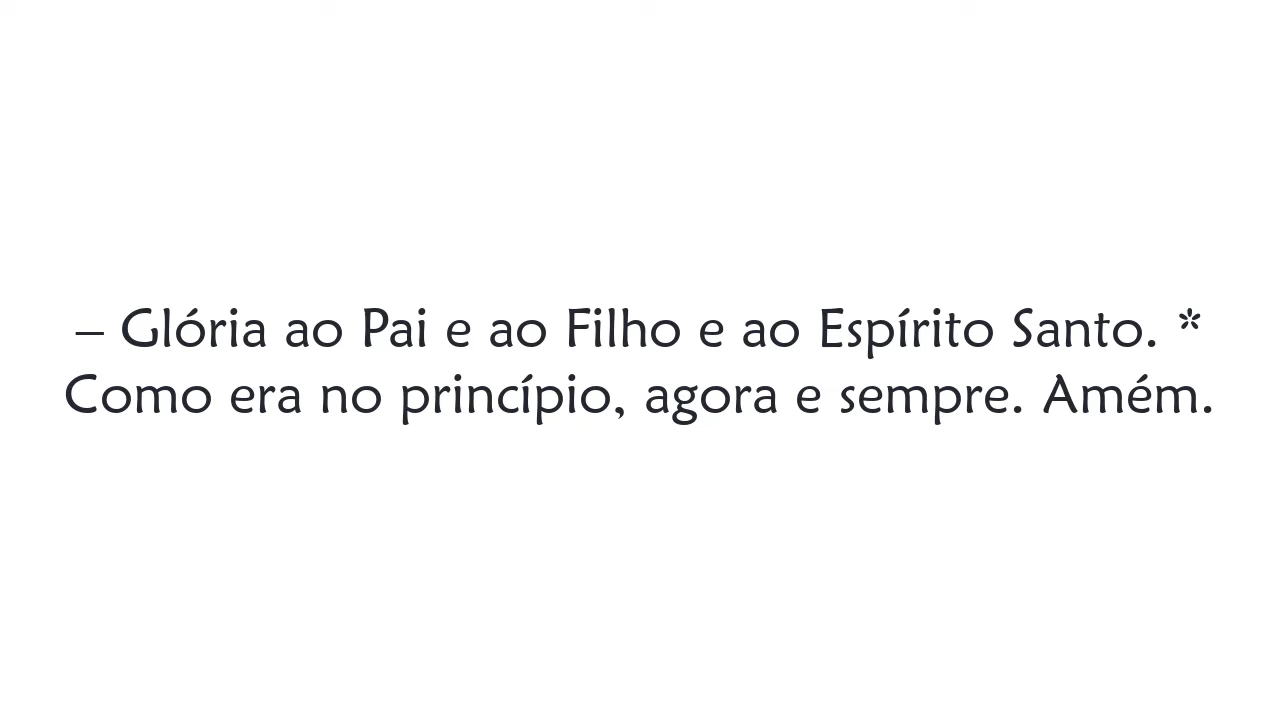 – Glória ao Pai e ao Filho e ao Espírito Santo. *
Como era no princípio, agora e sempre. Amém.